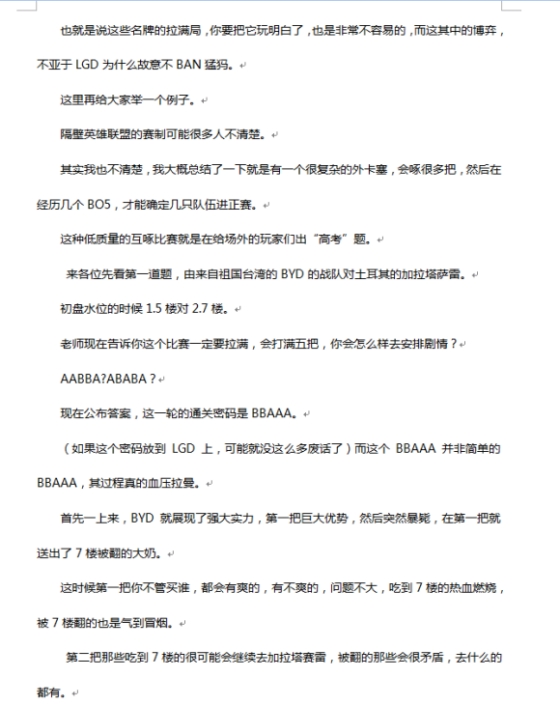 也就是说这些名牌的拉满局,你要把它玩明白了,也是非常不容易的,而这其中的博弈,
不亚于 LGD 为什么故意不 BAN 猛犸。
这里再给大家举一个例子。
隔壁英雄联盟的赛制可能很多人不清楚。
其实我也不清楚,我大概总结了一下就是有一个很复杂的外卡塞,会啄很多把,然后在
经历几个 BO5,才能确定几只队伍进正赛。
这种低质量的互啄比赛就是在给场外的玩家们出“高考”题。
来各位先看第一道题,由来自祖国台湾的 BYD 的战队对土耳其的加拉塔萨雷。
初盘水位的时候 1.5 楼对 2.7 楼。
老师现在告诉你这个比赛一定要拉满,会打满五把,你会怎么样去安排剧情?
AABBA?ABABA?
现在公布答案,这一轮的通关密码是 BBAAA。
(如果这个密码放到 LGD 上,可能就没这么多废话了)而这个 BBAAA 并非简单的
BBAAA,其过程真的血压拉曼。
首先一上来,BYD 就展现了强大实力,第一把巨大优势,然后突然暴毙,在第一把就
送出了 7 楼被翻的大奶。
这时候第一把你不管买谁,都会有爽的,有不爽的,问题不大,吃到 7 楼的热血燃烧,
被 7 楼翻的也是气到冒烟。
第二把那些吃到 7 楼的很可能会继续去加拉塔赛雷,被翻的那些会很矛盾,去什么的
都有。